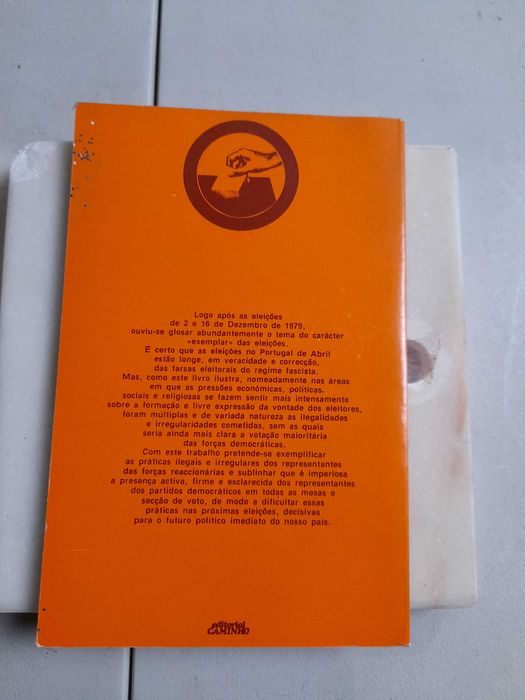 Logo após as eleições
de 2 e 16 de Dezembro de 1979,
ouviu-se glosar abundantemente o tema do carácter
«exemplar» das eleições.
É certo que as eleições no Portugal de Abril
estão longe, em veracidade e correcção,
das farsas eleitorais do regime fascista.
Mas, como este livro ilustra, nomeadamente nas áreas
em que as pressões económicas, políticas.
sociais e religiosas se fazem sentir mais intensamente
sobre a formação e livre expressão da vontade dos eleitores,
foram múltiplas e de variada natureza as ilegalidades
e irregularidades cometidas, sem as quais
seria ainda mais clara a votação maioritária
das forças democráticas.
Com este trabalho pretende-se exemplificar
as práticas ilegais e irregulares dos representantes
das forças reaccionárias e sublinhar que é imperiosa
a presença activa, firme e esclarecida dos representantes
dos partidos democráticos em todas as mesas e
secção de voto, de modo a dificultar essas
práticas nas próximas eleições, decisivas
para o futuro político imediato do nosso país.
editorial
CAMINHO